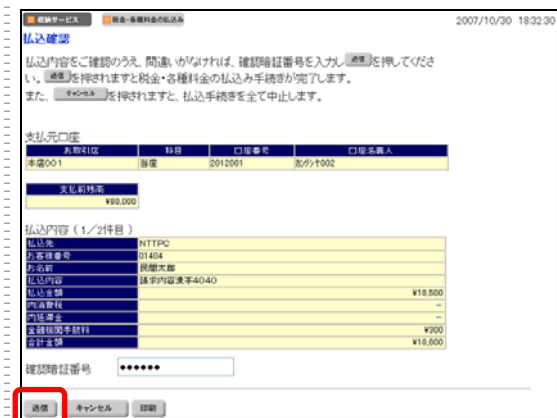 収納サービス 税金・各種料金の払込み 2007/10/30 18:32:30
払込確認
払込内容をご確認のうえ、間違いがなければ、確認暗証番号を入力し 送信 を押してくださ
い。 送信 を押されますと税金・各種料金の払込み手続きが完了します。
また、 キャンセル を押されますと、払込手続きを全て中止します。
支払元口座
お取引店 科目 口座番号 口座名義人
本店001 当座 2012001
支払前残高
¥80,000
払込内容(1/2件目)
払込先 NTTPC
お客様番号 01404
お名前 民間太郎
払込内容 請求内容漢字4040
払込金額 ¥10,500
内消費税 -
内延滞金 -
金融機関手数料 ¥300
合計金額 ¥10,800
確認暗証番号 ●●●●●●
送信 キャンセル 印刷